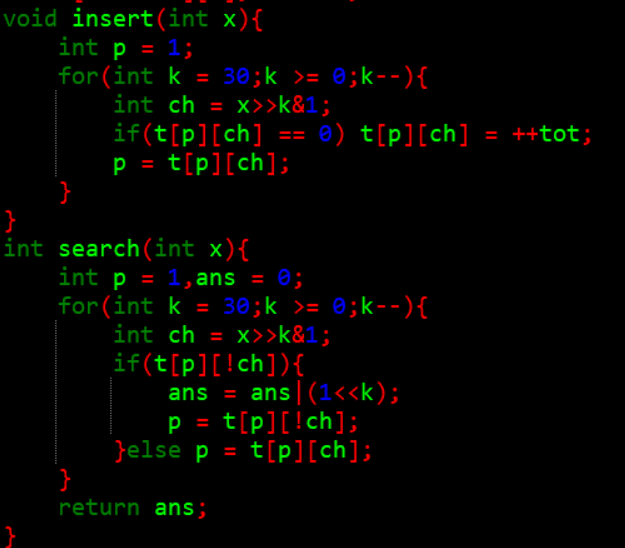 void insert(int x){
    int p = 1;
    for(int k = 30;k >= 0;k--){
        int ch = x>>k&1;
        if(t[p][ch] == 0) t[p][ch] = ++tot;
        p = t[p][ch];
    }
}
int search(int x){
    int p = 1,ans = 0;
    for(int k = 30;k >= 0;k--){
        int ch = x>>k&1;
        if(t[p][!ch]){
            ans = ans|(1<<k);
            p = t[p][!ch];
        }else p = t[p][ch];
    }
    return ans;
}